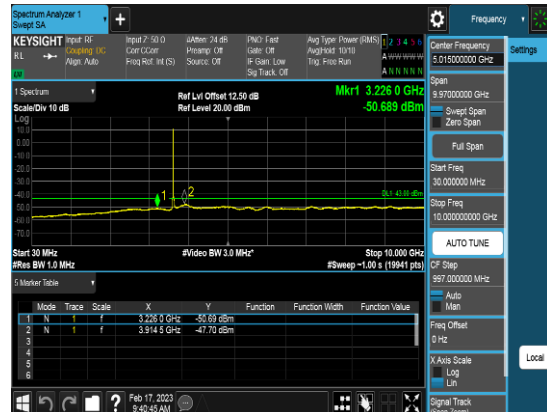 Spectrum Analyzer 1
Swept SA
+
Frequency
KEYSIGHT
RL
Input: RF
Coupling: DC
Align: Auto
Input Z: 50 Ω
Corr CCorr
Freq Ref: Int (S)
#Atten: 24 dB
Preamp: Off
Source: Off
PNO: Fast
Gate: Off
IF Gain: Low
Sig Track: Off
Avg Type: Power (RMS)
Avg|Hold: 10/10
Trig: Free Run
1 2 3 4 5 6
A W W W W W
A N N N N N
Center Frequency
5.015000000 GHz
Settings
Span
9.97000000 GHz
Swept Span
Zero Span
Full Span
Start Freq
30.000000 MHz
Stop Freq
10.000000000 GHz
AUTO TUNE
CF Step
997.000000 MHz
Auto
Man
Freq Offset
0 Hz
X Axis Scale
Log
Lin
Local
Signal Track
(Span Zoom)
1 Spectrum
Scale/Div 10 dB
Ref Lvl Offset 12.50 dB
Ref Level 20.00 dBm
Mkr1 3.226 0 GHz
-50.689 dBm
Log
10.0
0.00
-10.0
-20.0
-30.0
-40.0
-50.0
-60.0
-70.0
1
2
DL1 -43.00 dBm
Start 30 MHz
#Res BW 1.0 MHz
#Video BW 3.0 MHz*
Stop 10.000 GHz
#Sweep ~1.00 s (19941 pts)
5 Marker Table
Mode Trace Scale X Y Function Function Width Function Value
1 N 1 f 3.226 0 GHz -50.69 dBm
2 N 1 f 3.914 5 GHz -47.70 dBm
3
4
5
6
?
Feb 17, 2023
9:40:45 AM